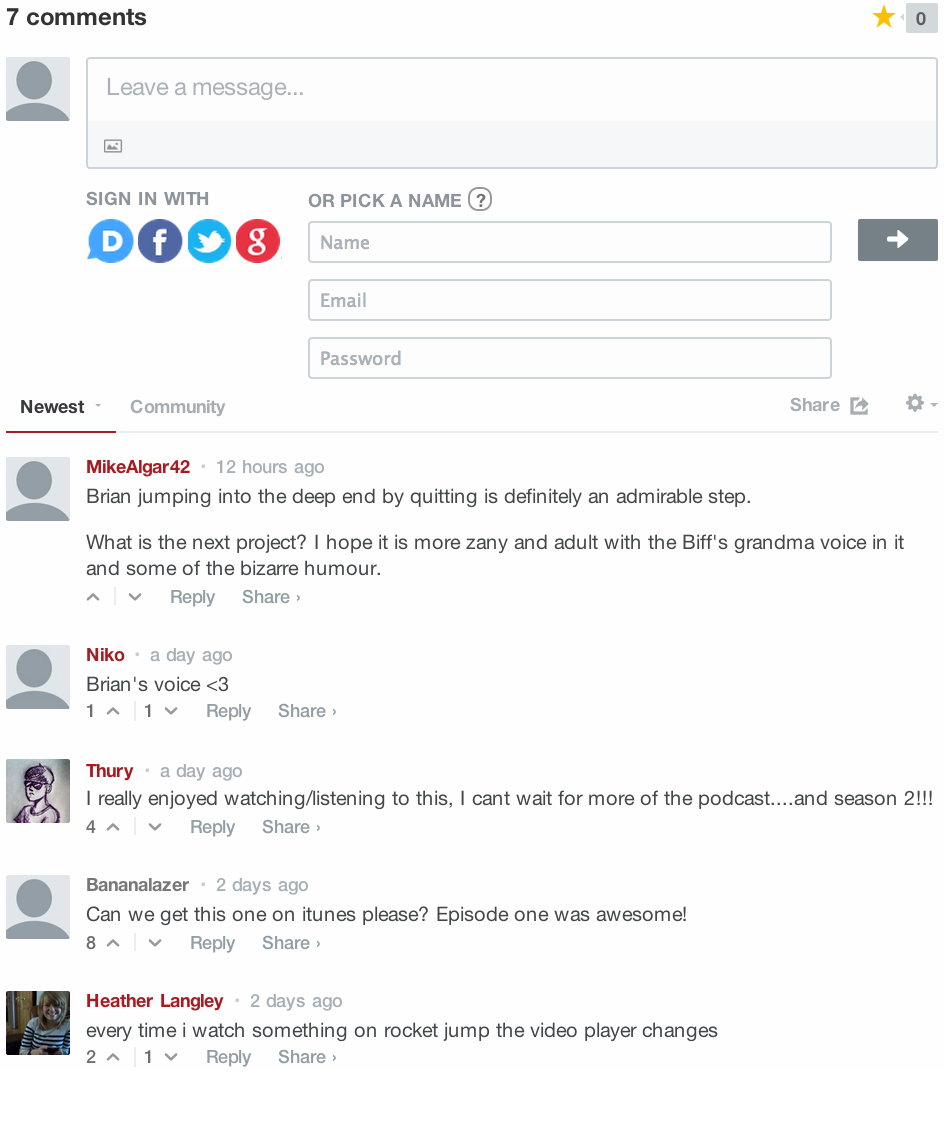 7 comments
0
Leave a message...
SIGN IN WITH
OR PICK A NAME ?
D f g
Name
Email
Password
Newest Community Share
MikeAlgar42 • 12 hours ago
Brian jumping into the deep end by quitting is definitely an admirable step.
What is the next project? I hope it is more zany and adult with the Biff's grandma voice in it
and some of the bizarre humour.
Reply Share ›
Niko • a day ago
Brian's voice <3
1 1 Reply Share ›
Thury • a day ago
I really enjoyed watching/listening to this, I cant wait for more of the podcast....and season 2!!!
4 Reply Share ›
Bananalazer • 2 days ago
Can we get this one on itunes please? Episode one was awesome!
8 Reply Share ›
Heather Langley • 2 days ago
every time i watch something on rocket jump the video player changes
2 1 Reply Share ›